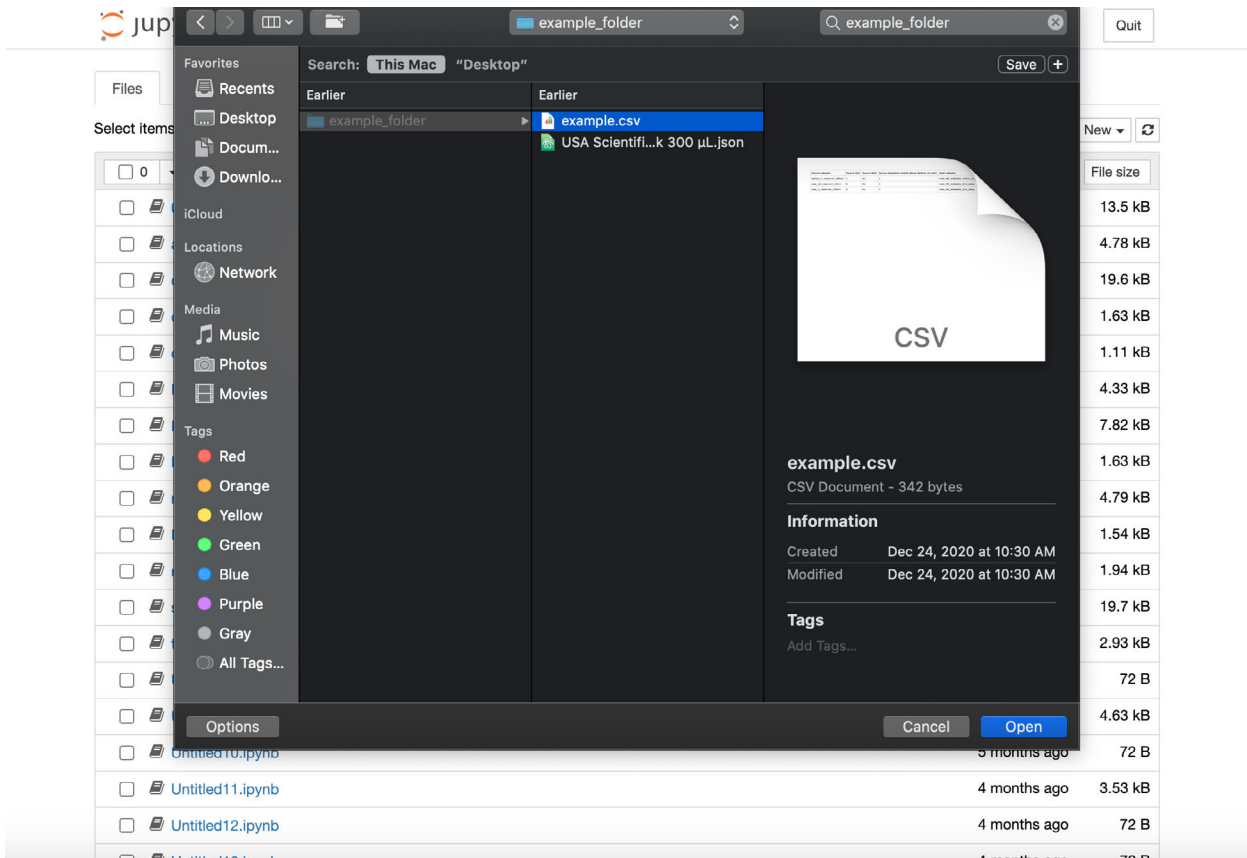 jup
example_folder
example_folder
Quit
Files
Select items
New
0
File size
Favorites
Recents
Desktop
Docum...
Downlo...
iCloud
Locations
Network
Media
Music
Photos
Movies
Tags
Red
Orange
Yellow
Green
Blue
Purple
Gray
All Tags...
Search: This Mac “Desktop”
Save +
Earlier
example_folder
Earlier
example.csv
USA Scientifi...k 300 µL.json
CSV
example.csv
CSV Document - 342 bytes
Information
Created Dec 24, 2020 at 10:30 AM
Modified Dec 24, 2020 at 10:30 AM
Tags
Add Tags...
Options
Cancel
Open
13.5 kB
4.78 kB
19.6 kB
1.63 kB
1.11 kB
4.33 kB
7.82 kB
1.63 kB
4.79 kB
1.54 kB
1.94 kB
19.7 kB
2.93 kB
72 B
4.63 kB
Untitled10.ipynb 5 months ago 72 B
Untitled11.ipynb 4 months ago 3.53 kB
Untitled12.ipynb 4 months ago 72 B